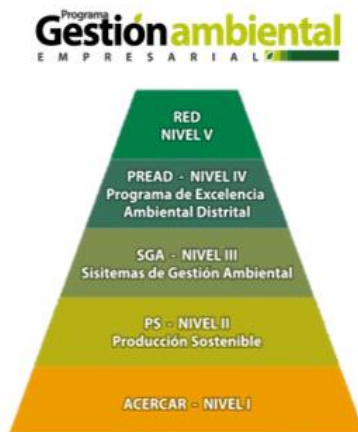 Programa
Gestión ambiental
EMPRESARIAL
RED
NIVEL V
PREAD - NIVEL IV
Programa de Excelencia
Ambiental Distrital
SGA - NIVEL III
Sisitemas de Gestión Ambiental
PS - NIVEL II
Producción Sostenible
ACERCAR - NIVEL I